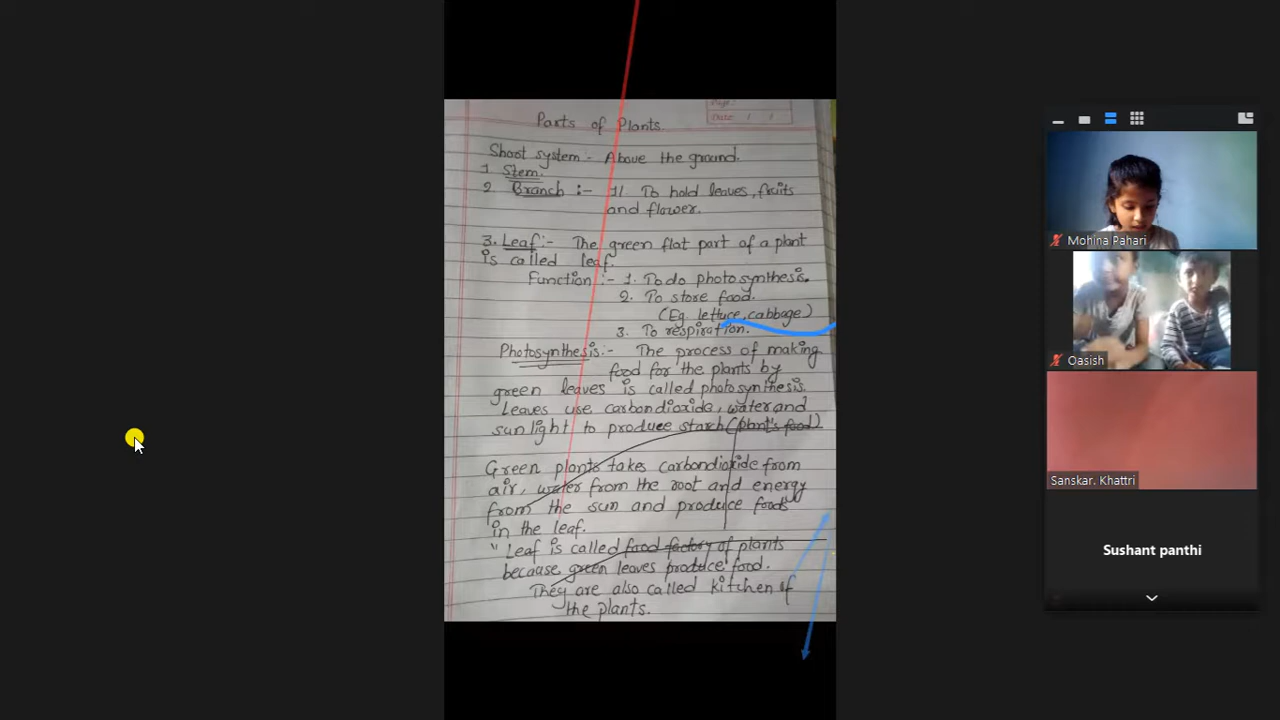 Page:
Date: / /
Parts of Plants.
Shoot system:- Above the ground.
1 Stem.
2 Branch :- 1/ To hold leaves, fruits
and flower.
3. Leaf:- The green flat part of a plant
is called leaf.
Function:- 1. To do photosynthesis.
2. To store food.
(Eg. lettuce, cabbage)
3. To respiration.
Photosynthesis:- The process of making
food for the plants by
green leaves is called photosynthesis.
Leaves use carbondioxide, water and
sunlight to produce starch (plant's food)
Green plants takes carbondioxide from
air, water from the root and energy
from the sun and produce foods
in the leaf.
" Leaf is called food factory of plants
because green leaves produce food.
They are also called kitchen of
the plants.
Mohina Pahari
Oasish
Sanskar. Khattri
Sushant panthi